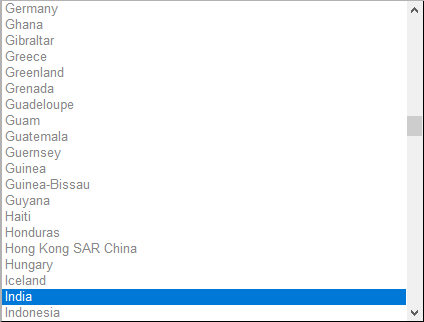 Germany
Ghana
Gibraltar
Greece
Greenland
Grenada
Guadeloupe
Guam
Guatemala
Guernsey
Guinea
Guinea-Bissau
Guyana
Haiti
Honduras
Hong Kong SAR China
Hungary
Iceland
India
Indonesia